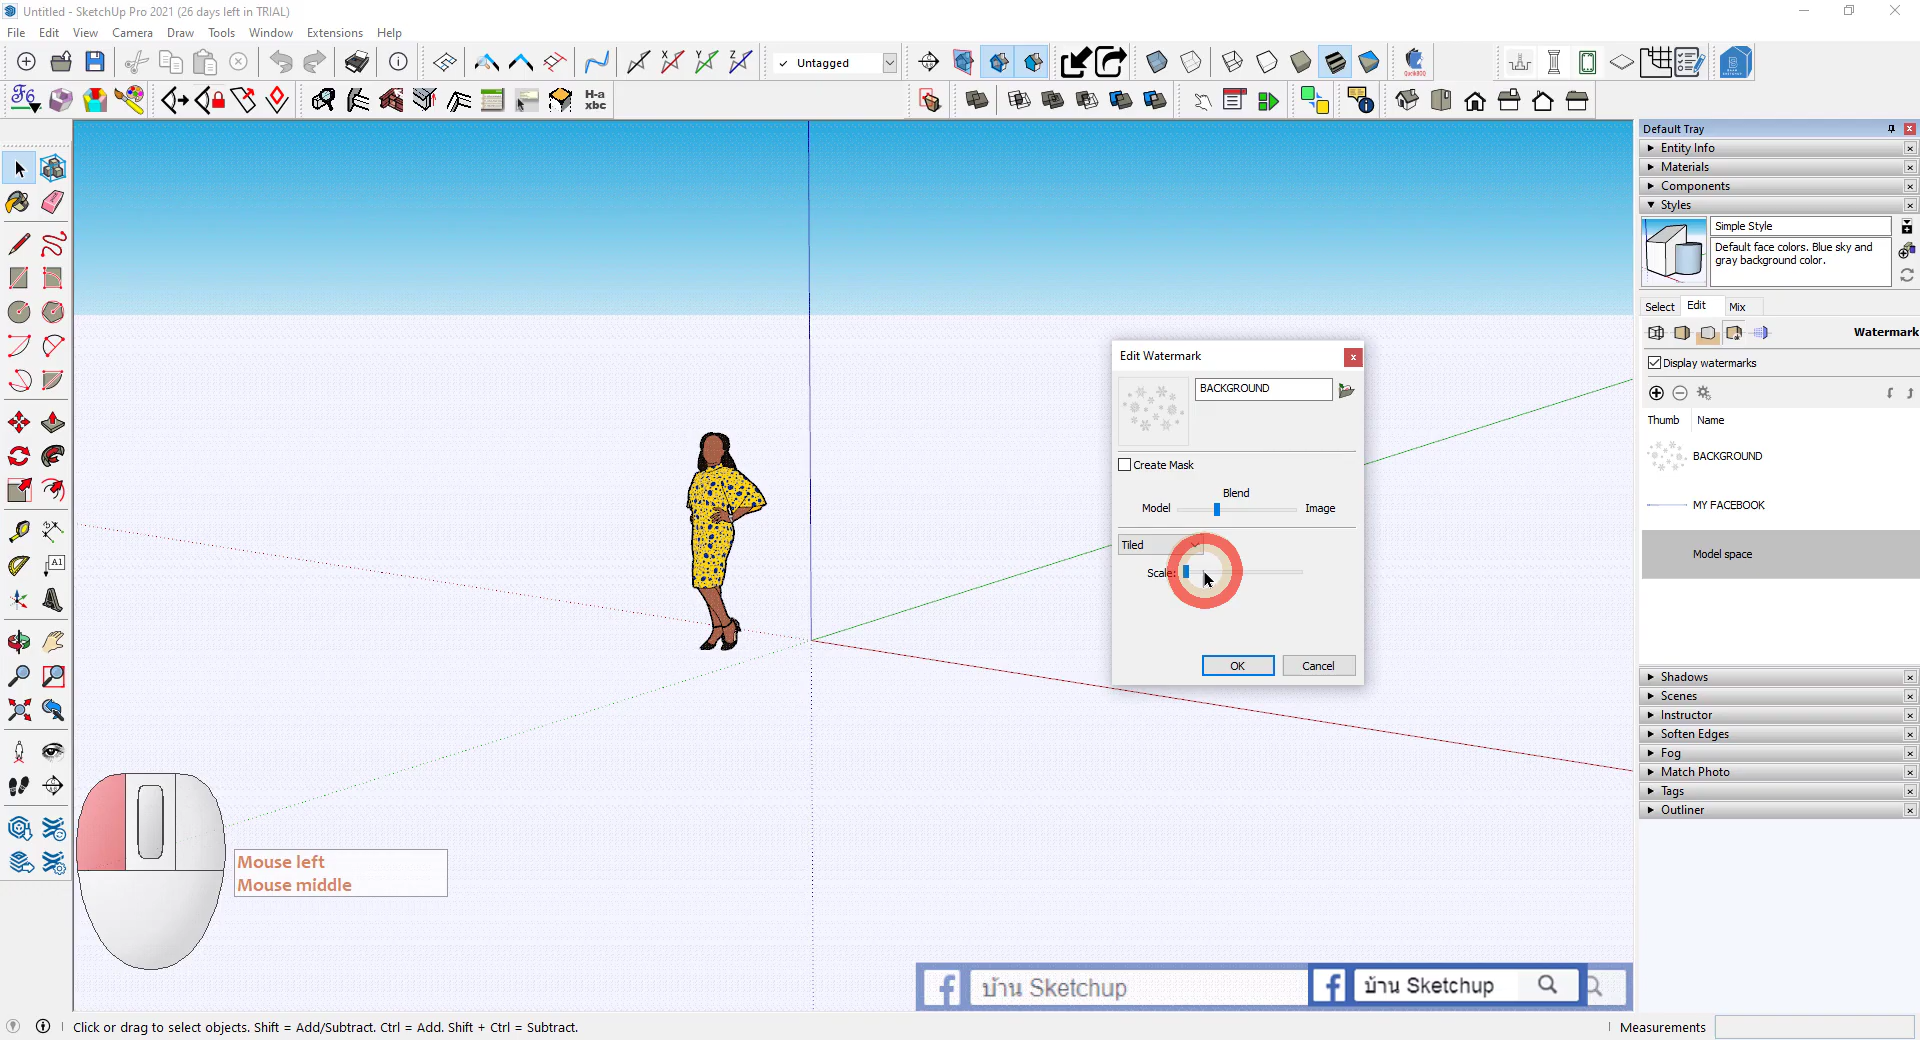 Untitled - SketchUp Pro 2021 (26 days left in TRIAL)
File Edit View Camera Draw Tools Window Extensions Help
✓ Untagged
QuickBOQ
H-a
xbc
Default Tray
Entity Info
Materials
Components
Styles
Simple Style
Default face colors. Blue sky and
gray background color.
Select Edit Mix
Watermark
Display watermarks
Thumb Name
BACKGROUND
MY FACEBOOK
Model space
Shadows
Scenes
Instructor
Soften Edges
Fog
Match Photo
Tags
Outliner
Edit Watermark
BACKGROUND
Create Mask
Blend
Model Image
Tiled
Scale:
OK Cancel
A1
Mouse left
Mouse middle
บ้าน Sketchup
บ้าน Sketchup
Click or drag to select objects. Shift = Add/Subtract. Ctrl = Add. Shift + Ctrl = Subtract.
Measurements